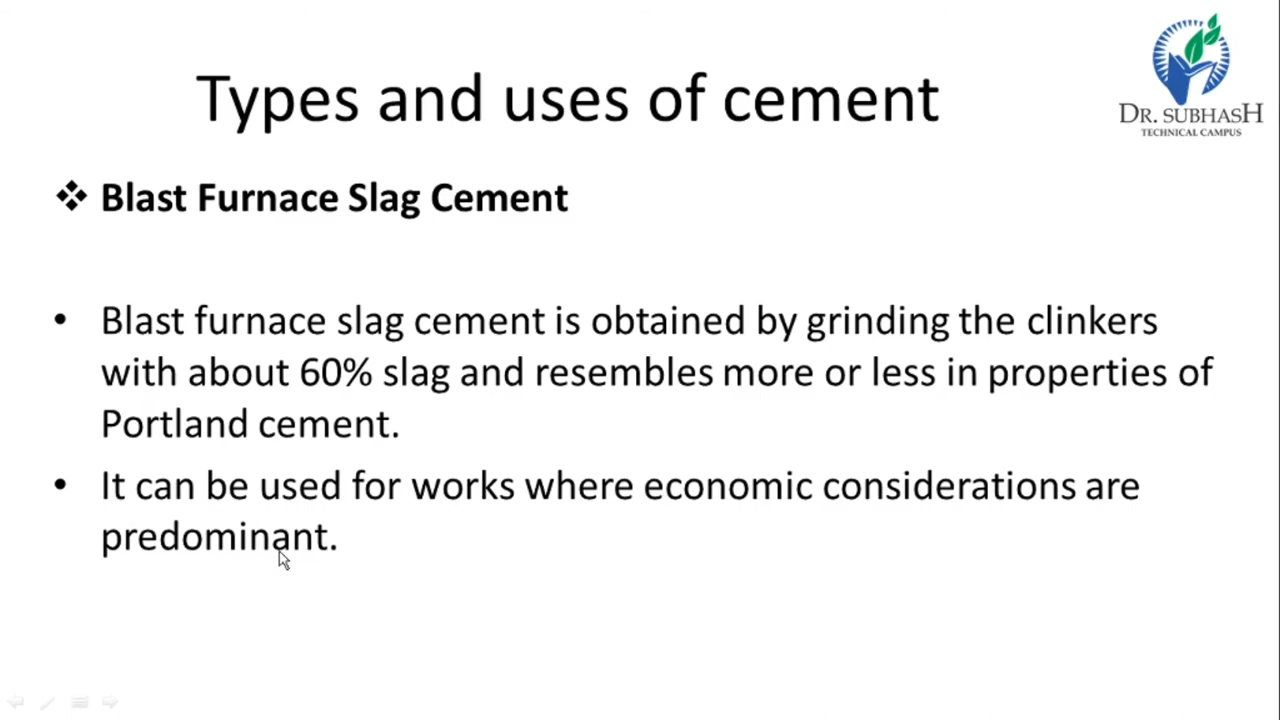 Types and uses of cement
DR. SUBHASH
TECHNICAL CAMPUS
❖ Blast Furnace Slag Cement
• Blast furnace slag cement is obtained by grinding the clinkers
with about 60% slag and resembles more or less in properties of
Portland cement.
• It can be used for works where economic considerations are
predominant.